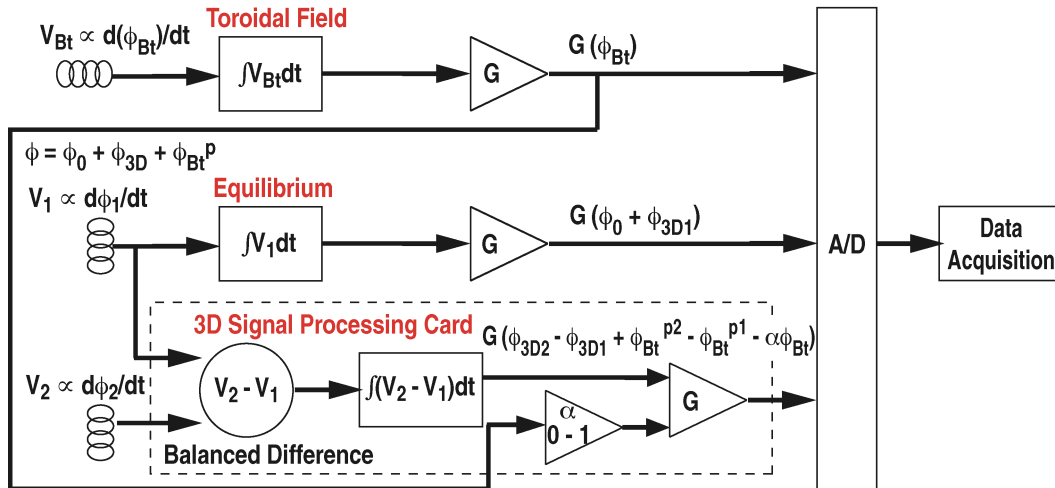 Toroidal Field
V_Bt ∝ d(ϕ_Bt)/dt
∫V_Bt dt
G
G (ϕ_Bt)
ϕ = ϕ_0 + ϕ_3D + ϕ_Bt^p
V_1 ∝ dϕ_1/dt
Equilibrium
∫V_1 dt
G
G (ϕ_0 + ϕ_3D1)
A/D
Data
Acquisition
3D Signal Processing Card
G (ϕ_3D2 - ϕ_3D1 + ϕ_Bt^p2 - ϕ_Bt^p1 - αϕ_Bt)
V_2 ∝ dϕ_2/dt
V_2 - V_1
∫(V_2 - V_1)dt
α
0 - 1
G
Balanced Difference